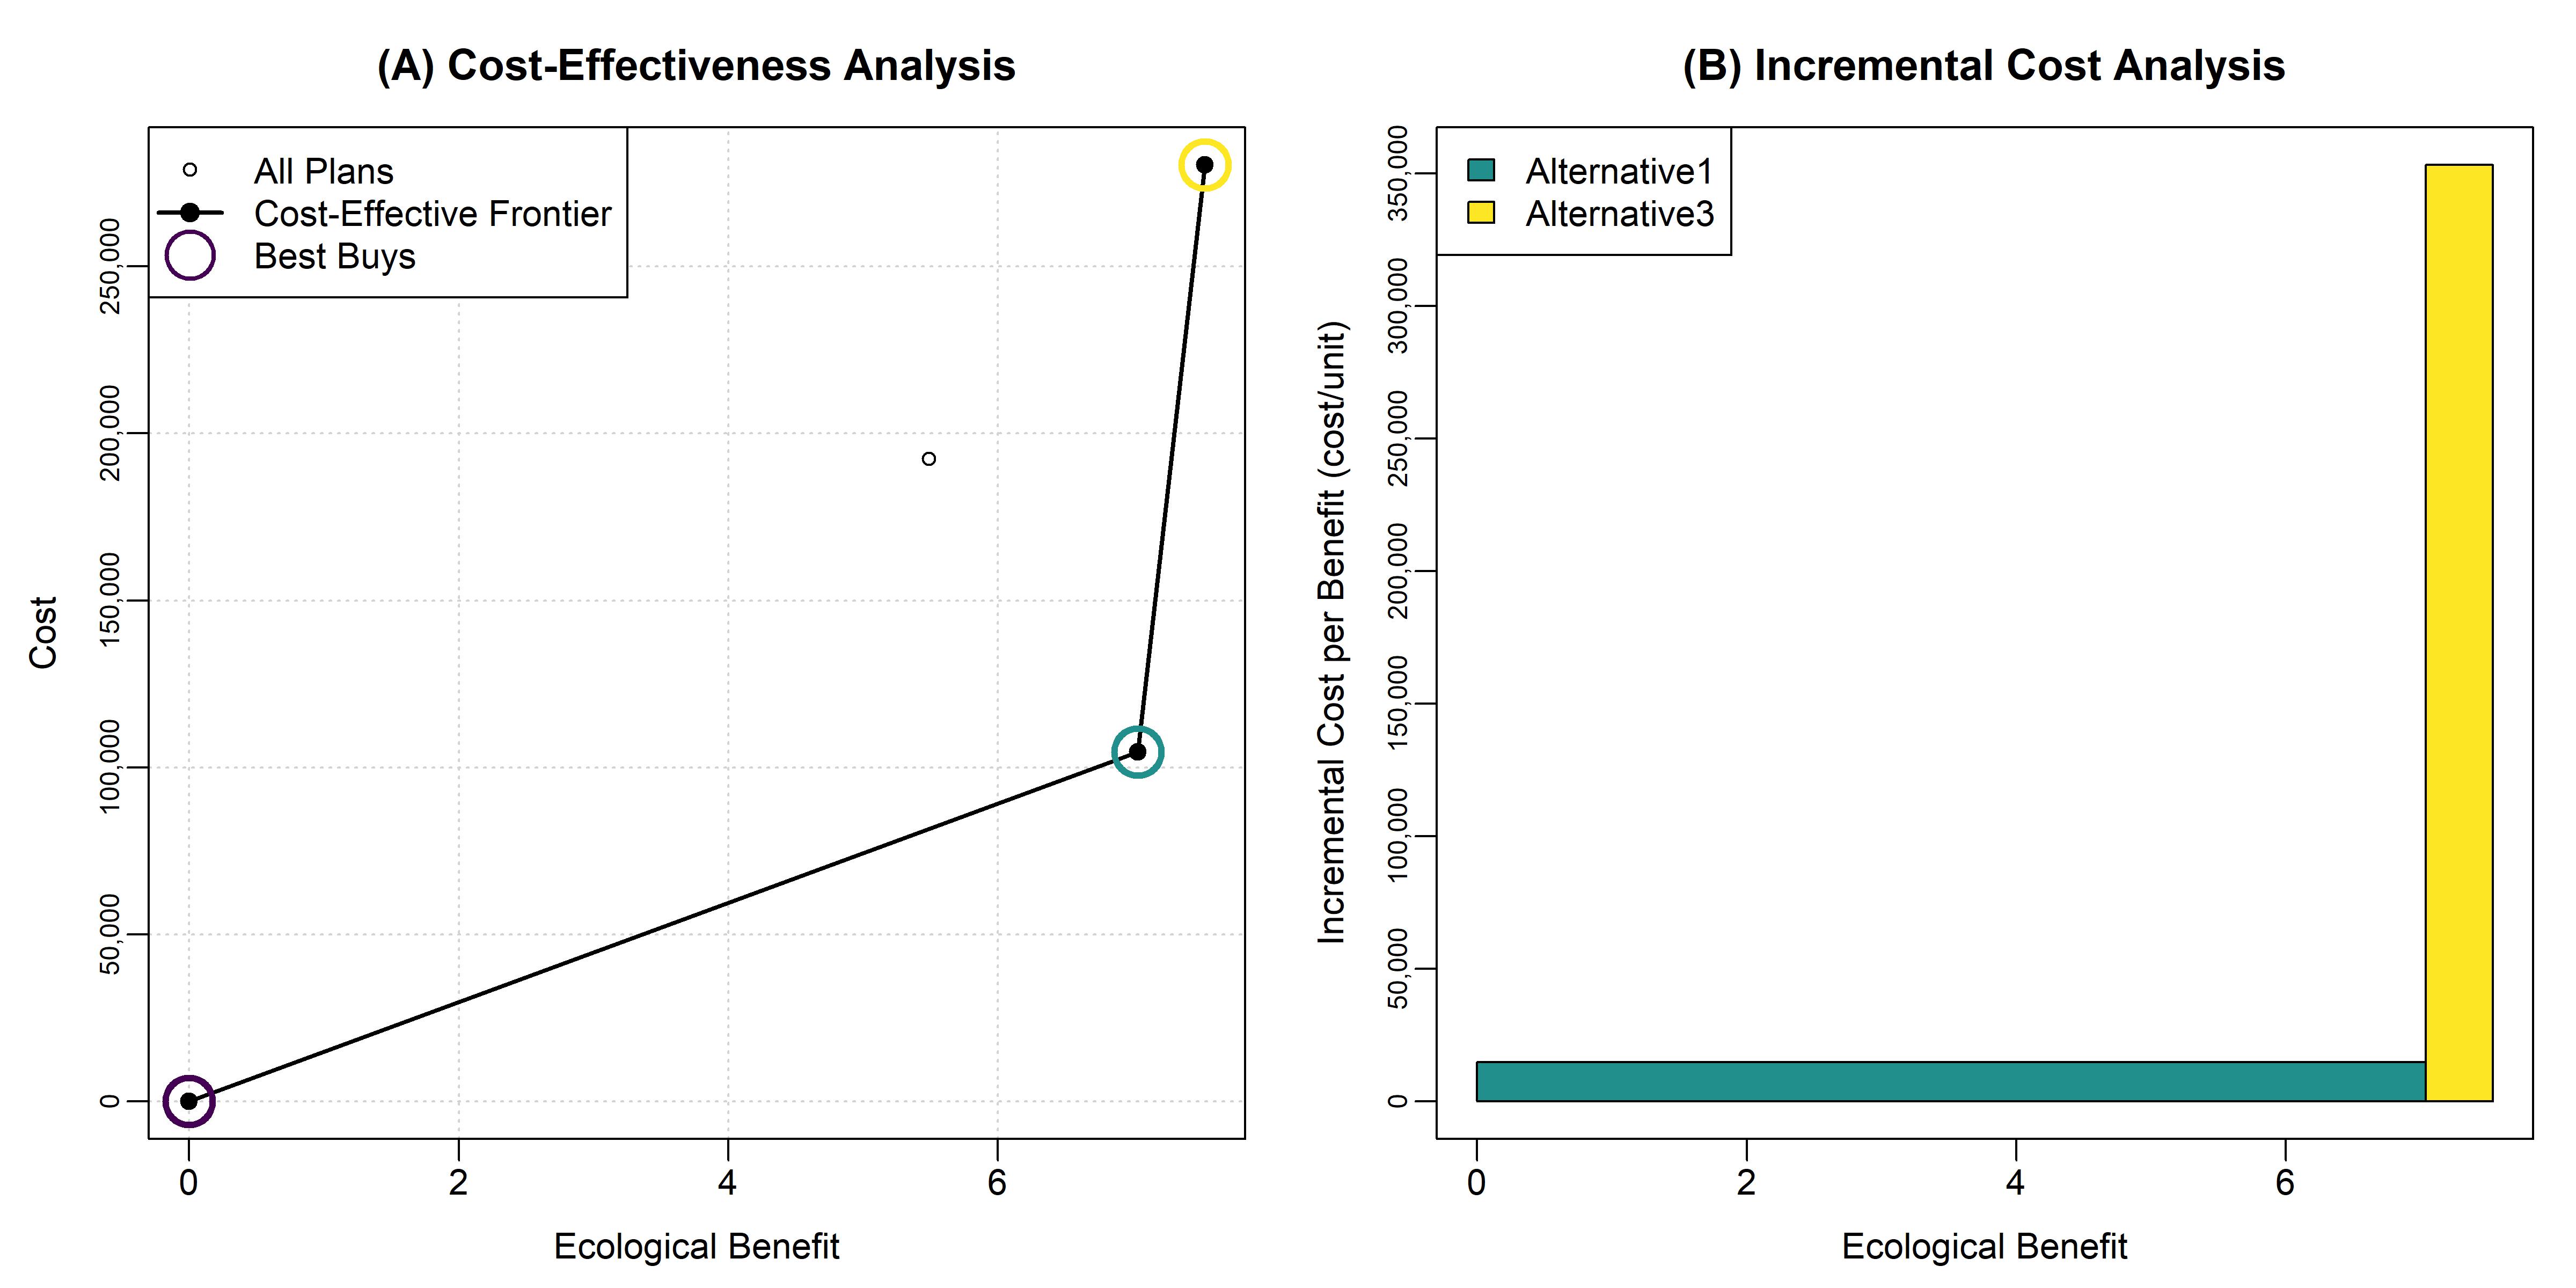 (A) Cost-Effectiveness Analysis
All Plans
Cost-Effective Frontier
Best Buys
Cost
250,000
200,000
150,000
100,000
50,000
0
0 2 4 6
Ecological Benefit
(B) Incremental Cost Analysis
Alternative1
Alternative3
Incremental Cost per Benefit (cost/unit)
350,000
300,000
250,000
200,000
150,000
100,000
50,000
0
0 2 4 6
Ecological Benefit